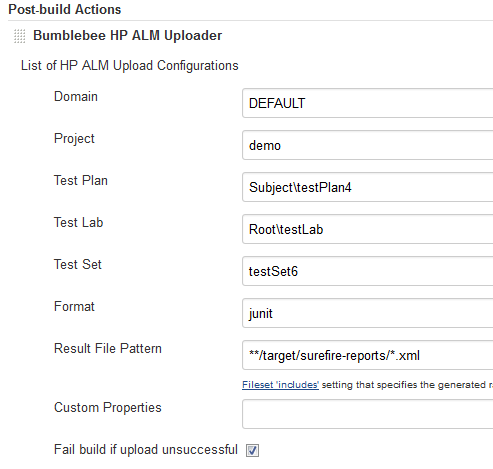 Post-build Actions
Bumblebee HP ALM Uploader
List of HP ALM Upload Configurations
Domain DEFAULT
Project demo
Test Plan Subject\testPlan4
Test Lab Root\testLab
Test Set testSet6
Format junit
Result File Pattern **/target/surefire-reports/*.xml
Fileset 'includes' setting that specifies the generated
Custom Properties
Fail build if upload unsuccessful